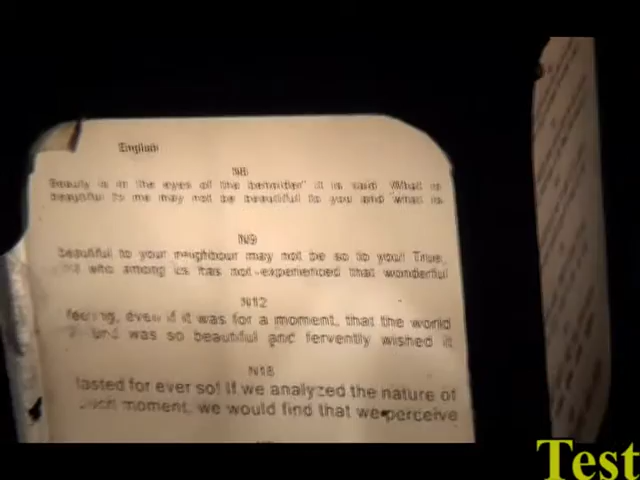 English
N8
Beauty is in the eyes of the beholder" it is said What is
beautiful to me may not be beautiful to you and what is
N9
beautiful to your neighbour may not be so to you! True,
who among us has not experienced that wonderful
N12
feeling, even if it was for a moment, that the world
was so beautiful and fervently wished it
N18
lasted for ever so! If we analyzed the nature of
such moment, we would find that we perceive
Test